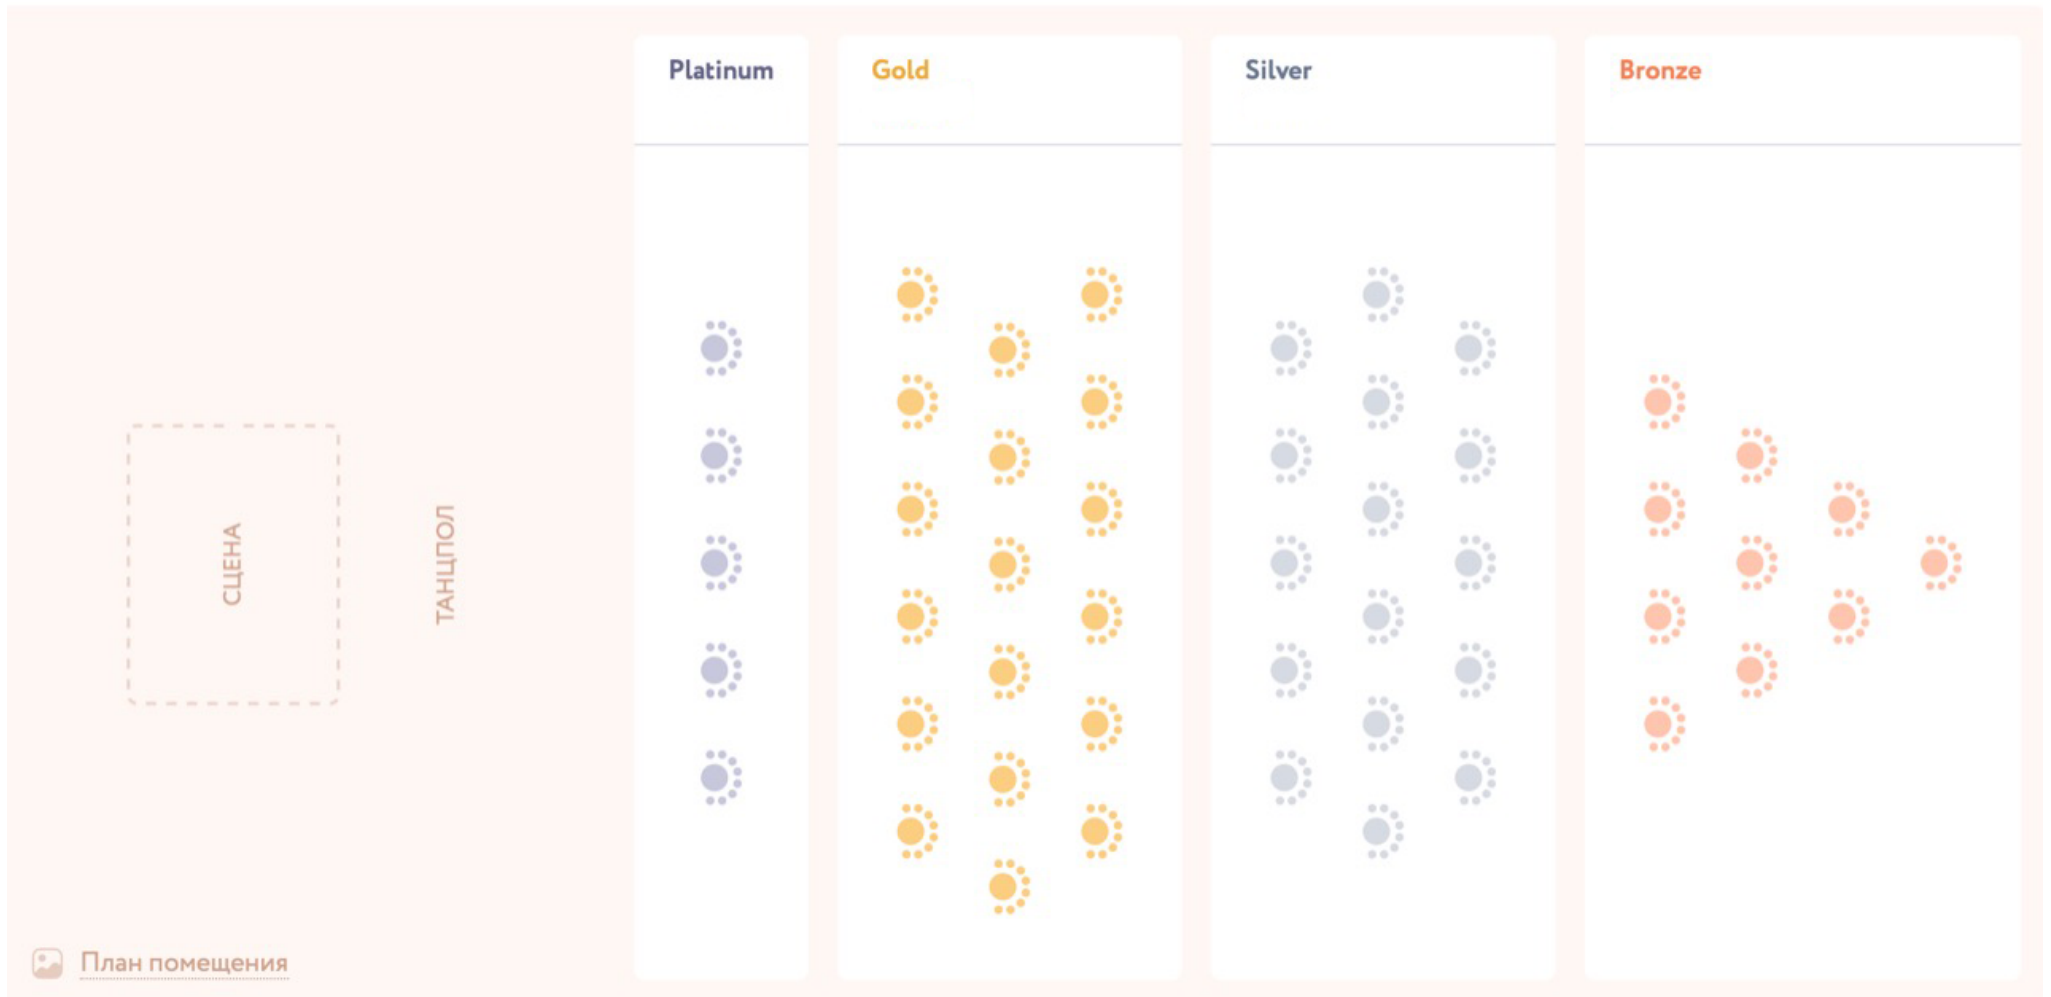 Platinum
Gold
Silver
Bronze
СЦЕНА
ТАНЦПОЛ
План помещения